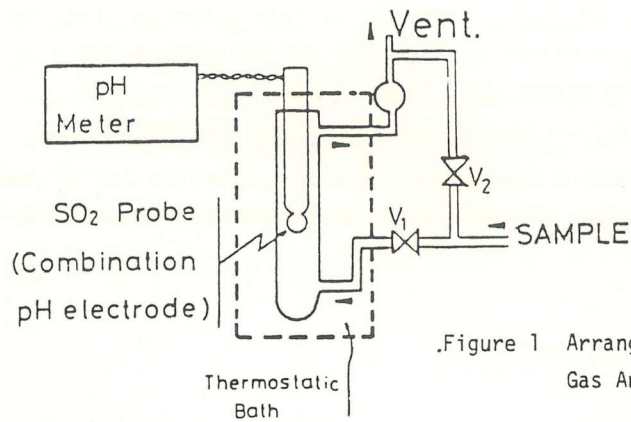 Vent.
pH
Meter
V₂
SO₂ Probe
V₁
SAMPLE
(Combination
pH electrode)
.Figure 1 Arrang
Gas An
Thermostatic
Bath